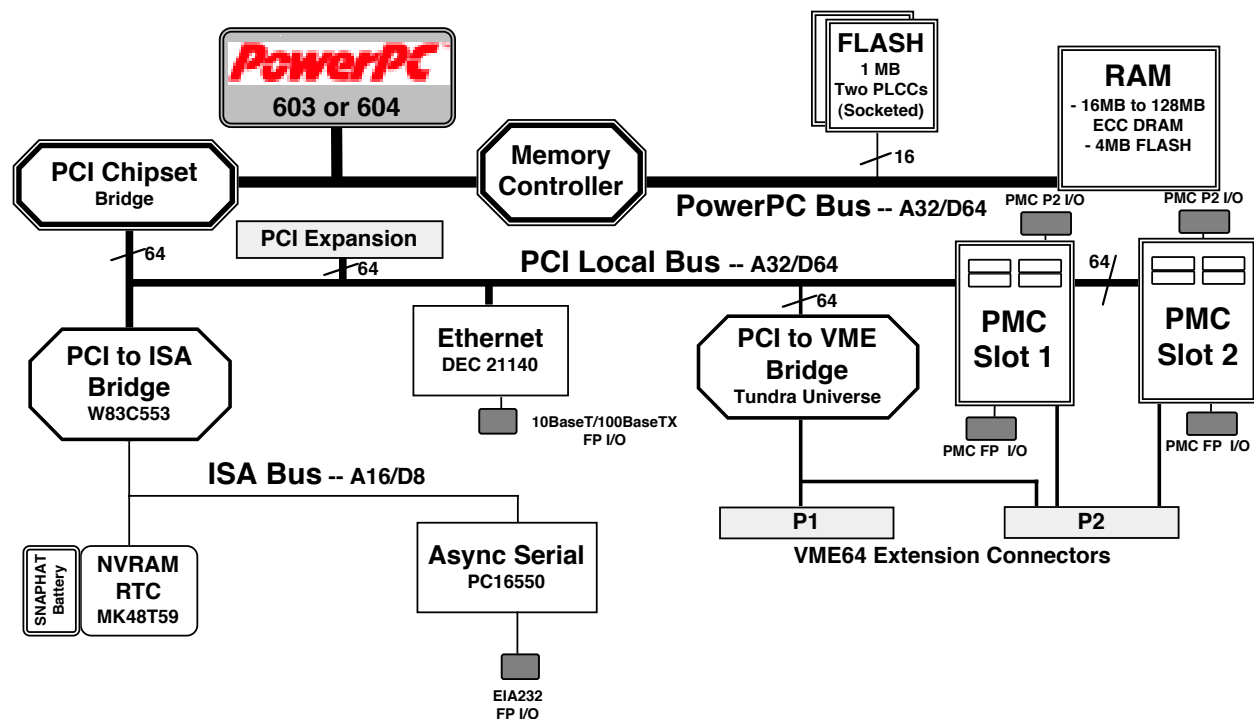 PowerPC™
603 or 604
FLASH
1 MB
Two PLCCs
(Socketed)
RAM
- 16MB to 128MB
ECC DRAM
- 4MB FLASH
PCI Chipset
Bridge
Memory
Controller
16
PowerPC Bus -- A32/D64
PMC P2 I/O
PMC P2 I/O
64
PCI Expansion
64
PCI Local Bus -- A32/D64
64
64
PCI to ISA
Bridge
W83C553
Ethernet
DEC 21140
PCI to VME
Bridge
Tundra Universe
PMC
Slot 1
PMC
Slot 2
10BaseT/100BaseTX
FP I/O
PMC FP I/O
PMC FP I/O
ISA Bus -- A16/D8
P1
P2
VME64 Extension Connectors
SNAPHAT
Battery
NVRAM
RTC
MK48T59
Async Serial
PC16550
EIA232
FP I/O